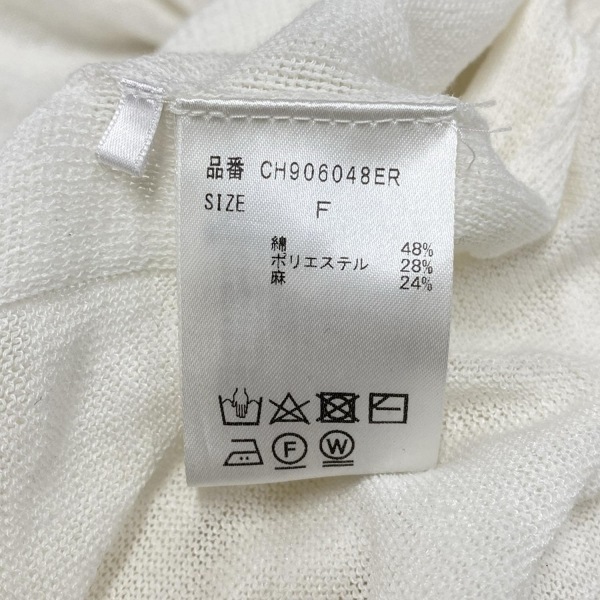 品番 CH906048ER
SIZE F
綿 48%
ポリエステル 28%
麻 24%
F W